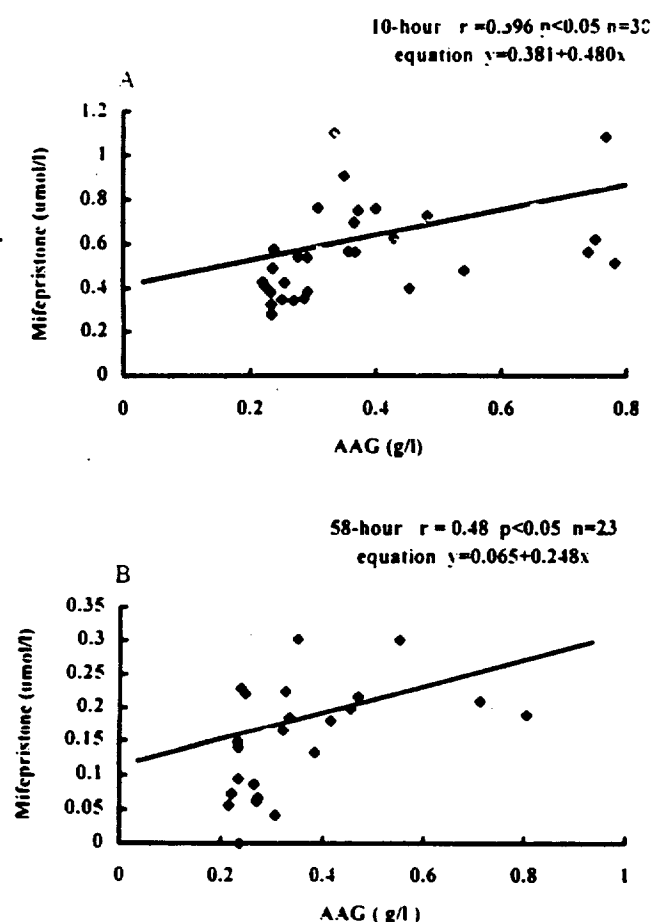 10-hour r =0.396 p<0.05 n=30
equation y=0.381+0.480x
A
1.2
1
0.8
0.6
0.4
0.2
0
Mifepristone (umol/l)
0 0.2 0.4 0.6 0.8
AAG (g/l)
58-hour r = 0.48 p<0.05 n=23
equation y=0.065+0.248x
B
0.35
0.3
0.25
0.2
0.15
0.1
0.05
0
Mifepristone (umol/l)
0 0.2 0.4 0.6 0.8 1
AAG ( g/l )